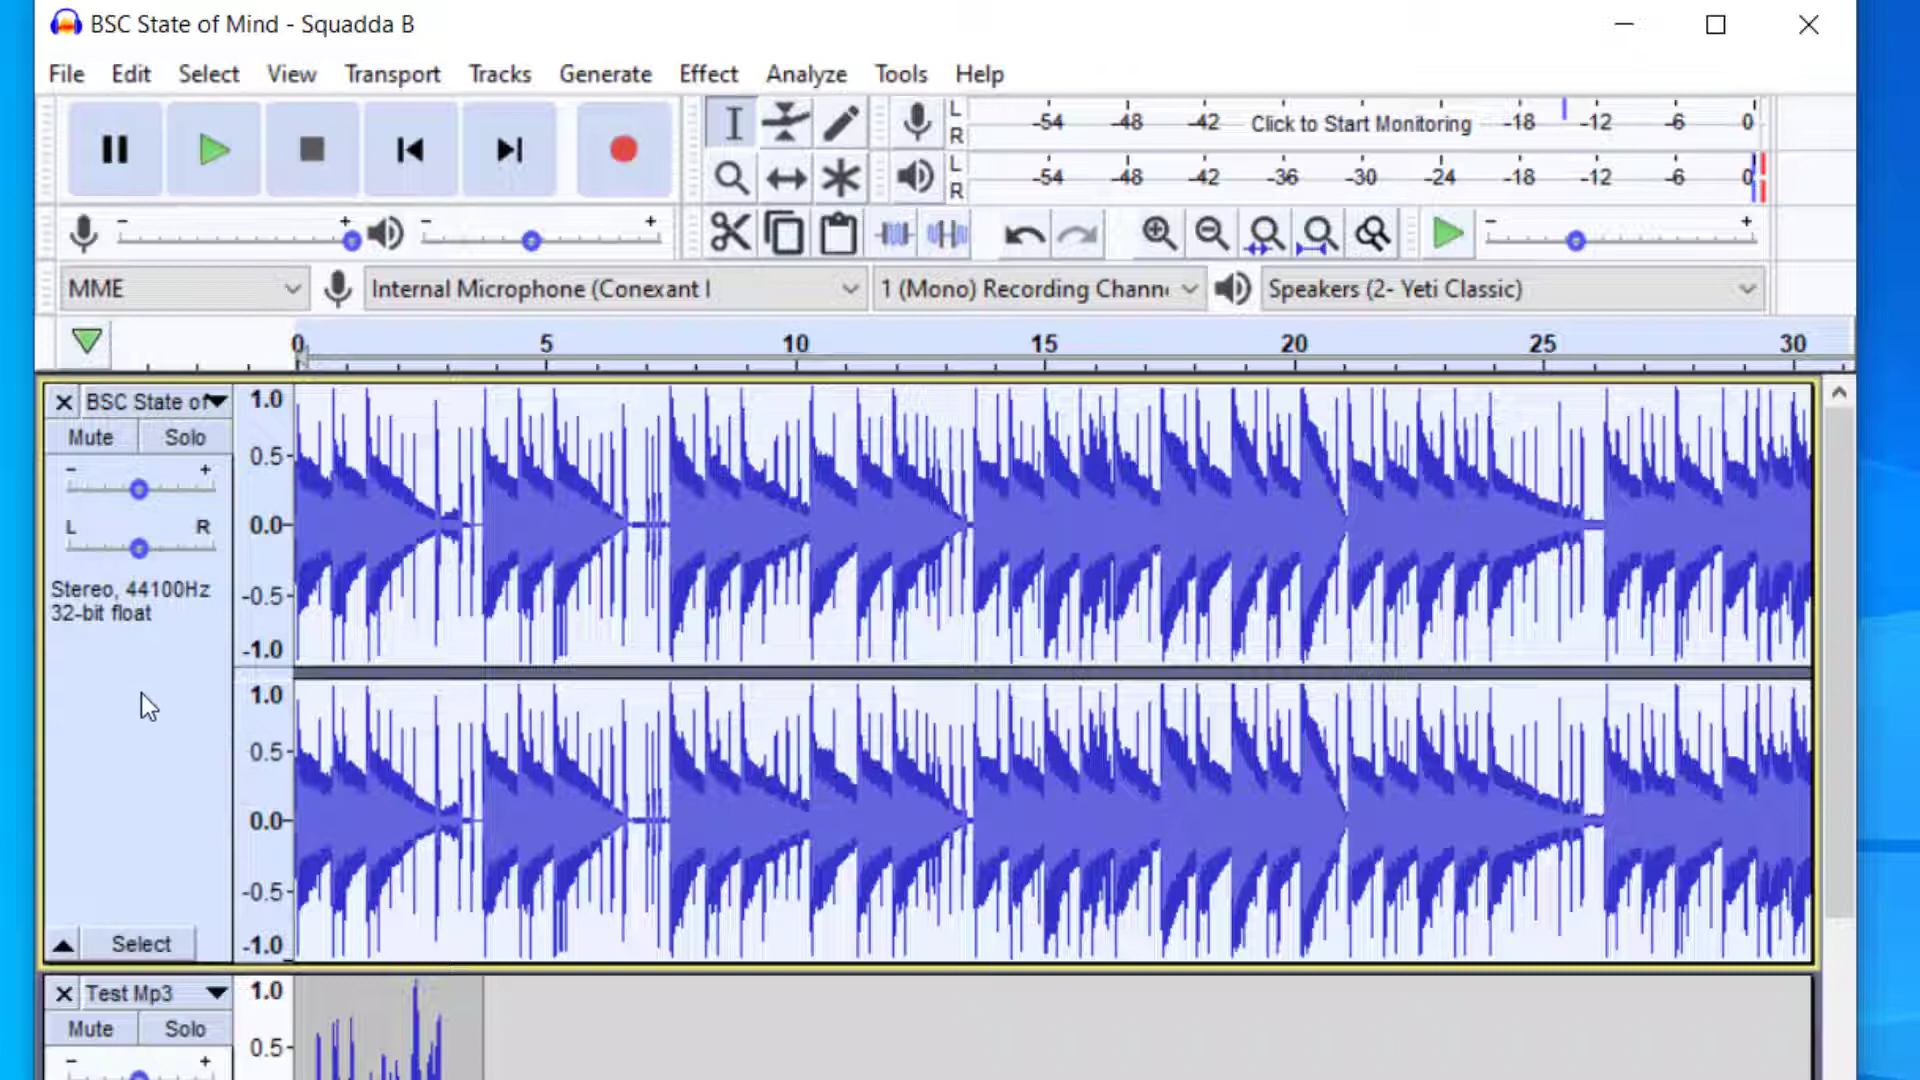 BSC State of Mind - Squadda B
File Edit Select View Transport Tracks Generate Effect Analyze Tools Help
L
R
-54 -48 -42 Click to Start Monitoring -18 -12 -6 0
L
R
-54 -48 -42 -36 -30 -24 -18 -12 -6 0
- + - +
- +
MME Internal Microphone (Conexant I 1 (Mono) Recording Chann Speakers (2- Yeti Classic)
0 5 10 15 20 25 30
BSC State of
Mute Solo
- +
L R
Stereo, 44100Hz
32-bit float
Select
1.0
0.5
0.0
-0.5
-1.0
1.0
0.5
0.0
-0.5
-1.0
Test Mp3
Mute Solo
- +
1.0
0.5